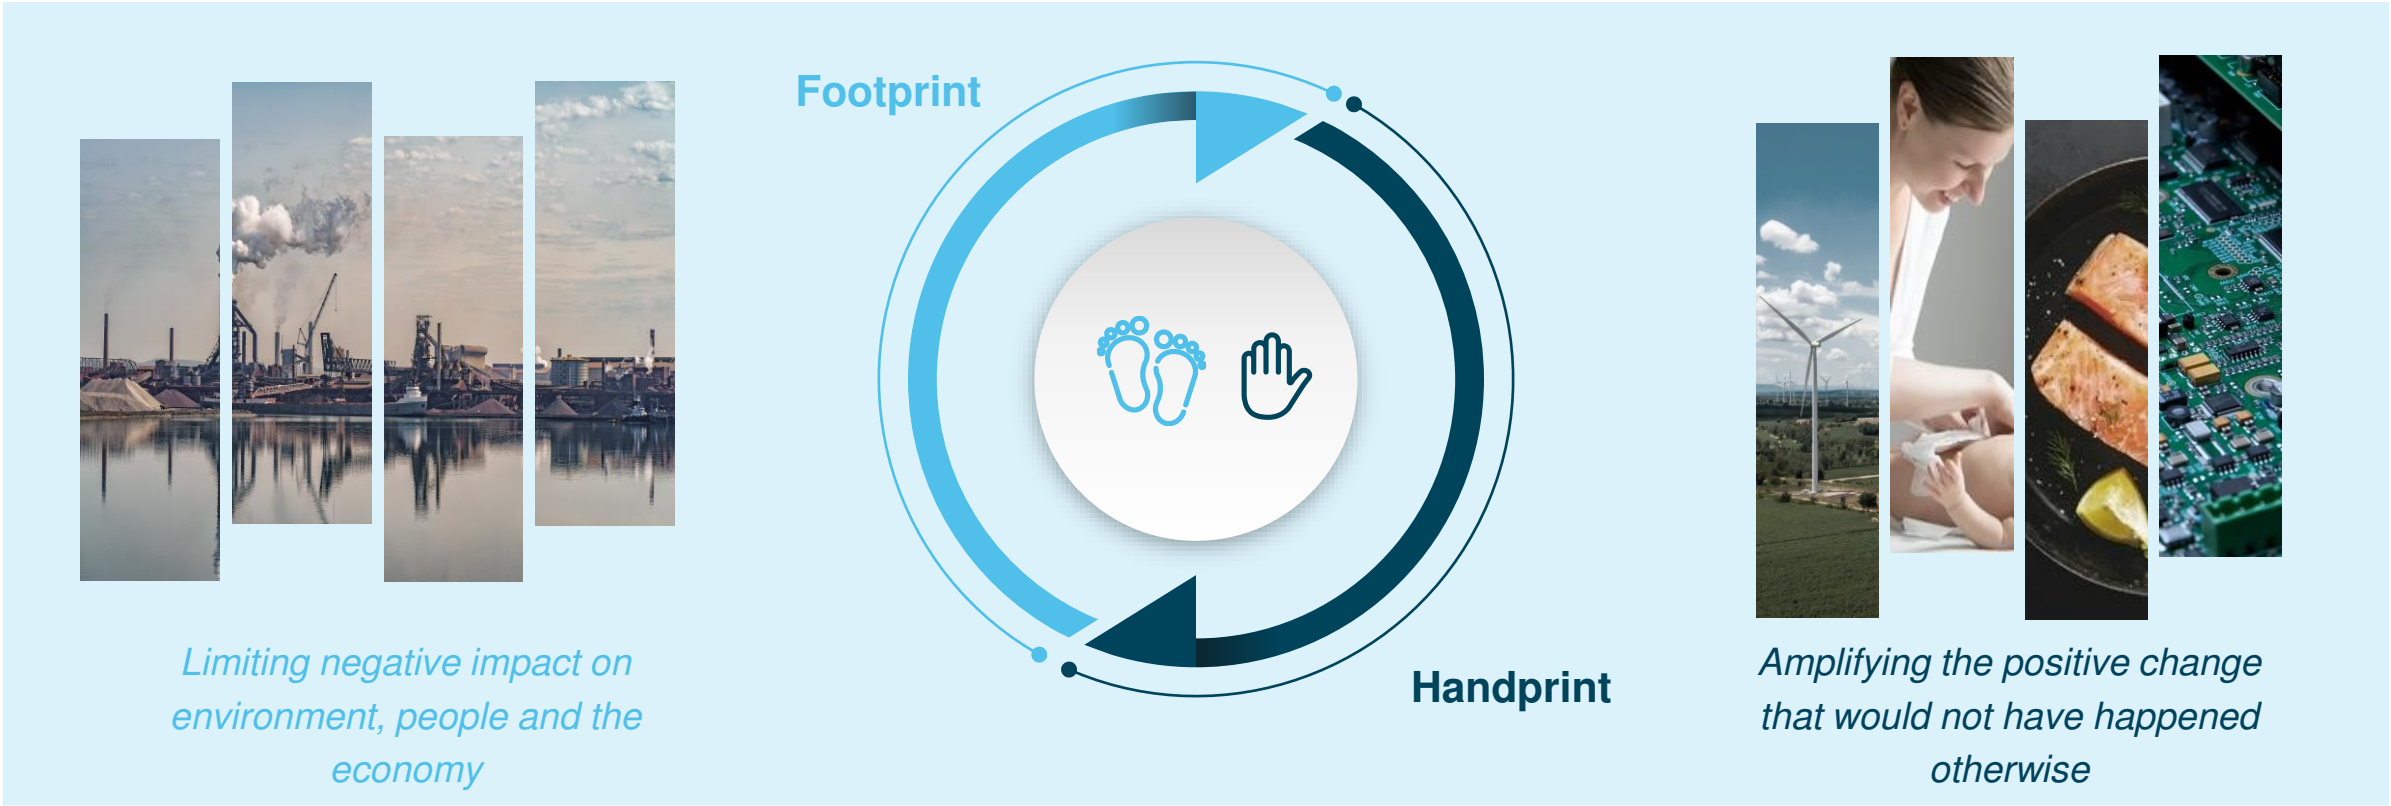 Footprint
Limiting negative impact on
environment, people and the
economy
Handprint
Amplifying the positive change
that would not have happened
otherwise